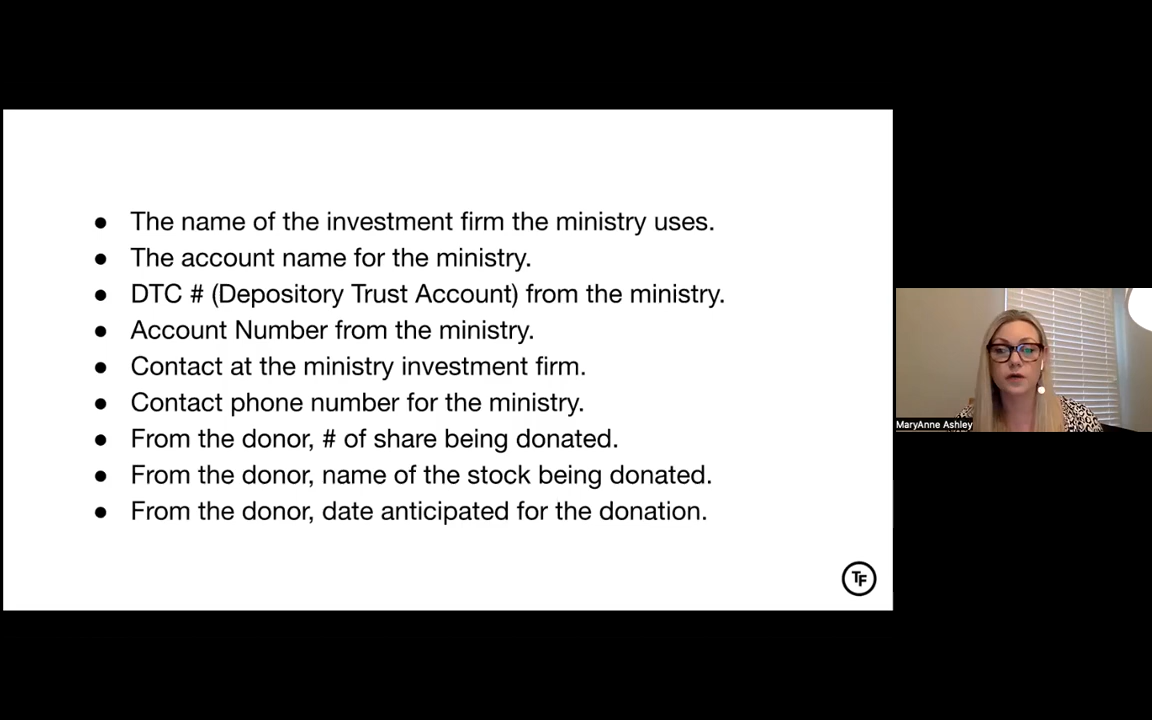 ● The name of the investment firm the ministry uses.
● The account name for the ministry.
● DTC # (Depository Trust Account) from the ministry.
● Account Number from the ministry.
● Contact at the ministry investment firm.
● Contact phone number for the ministry.
● From the donor, # of share being donated.
● From the donor, name of the stock being donated.
● From the donor, date anticipated for the donation.
TF
MaryAnne Ashley